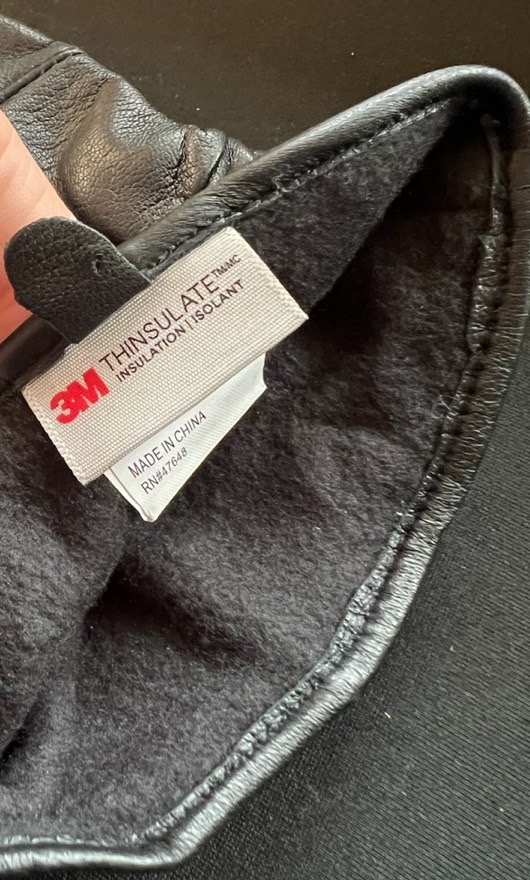 3M THINSULATE™/MC
INSULATION | ISOLANT
MADE IN CHINA
RN#47648